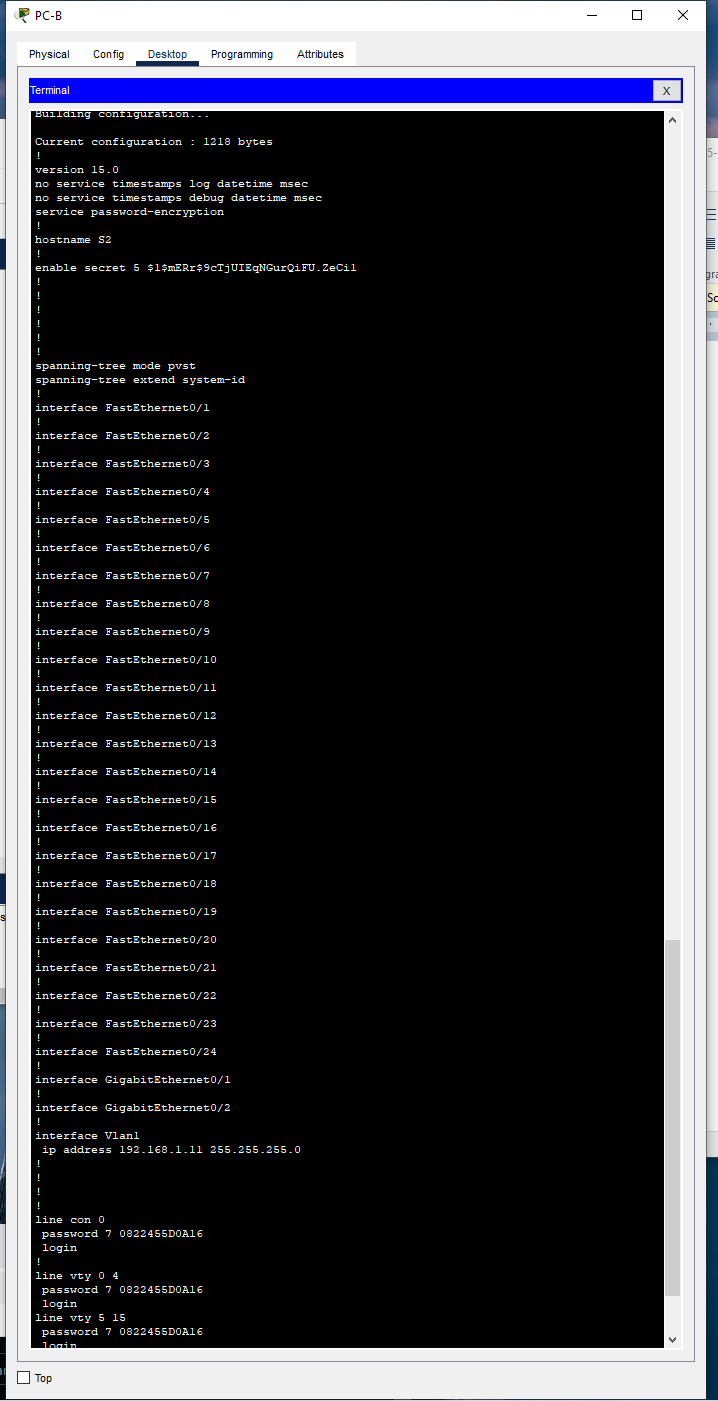 PC-B
Physical Config Desktop Programming Attributes
Terminal X
Building configuration...
Current configuration : 1218 bytes
!
version 15.0
no service timestamps log datetime msec
no service timestamps debug datetime msec
service password-encryption
!
hostname S2
!
enable secret 5 $1$mERr$9cTjUIEqNGurQiFU.ZeCi1
!
!
!
!
!
!
spanning-tree mode pvst
spanning-tree extend system-id
!
interface FastEthernet0/1
!
interface FastEthernet0/2
!
interface FastEthernet0/3
!
interface FastEthernet0/4
!
interface FastEthernet0/5
!
interface FastEthernet0/6
!
interface FastEthernet0/7
!
interface FastEthernet0/8
!
interface FastEthernet0/9
!
interface FastEthernet0/10
!
interface FastEthernet0/11
!
interface FastEthernet0/12
!
interface FastEthernet0/13
!
interface FastEthernet0/14
!
interface FastEthernet0/15
!
interface FastEthernet0/16
!
interface FastEthernet0/17
!
interface FastEthernet0/18
!
interface FastEthernet0/19
!
interface FastEthernet0/20
!
interface FastEthernet0/21
!
interface FastEthernet0/22
!
interface FastEthernet0/23
!
interface FastEthernet0/24
!
interface GigabitEthernet0/1
!
interface GigabitEthernet0/2
!
interface Vlan1
 ip address 192.168.1.11 255.255.255.0
!
!
!
!
line con 0
 password 7 0822455D0A16
 login
!
line vty 0 4
 password 7 0822455D0A16
 login
line vty 5 15
 password 7 0822455D0A16
 login
Top